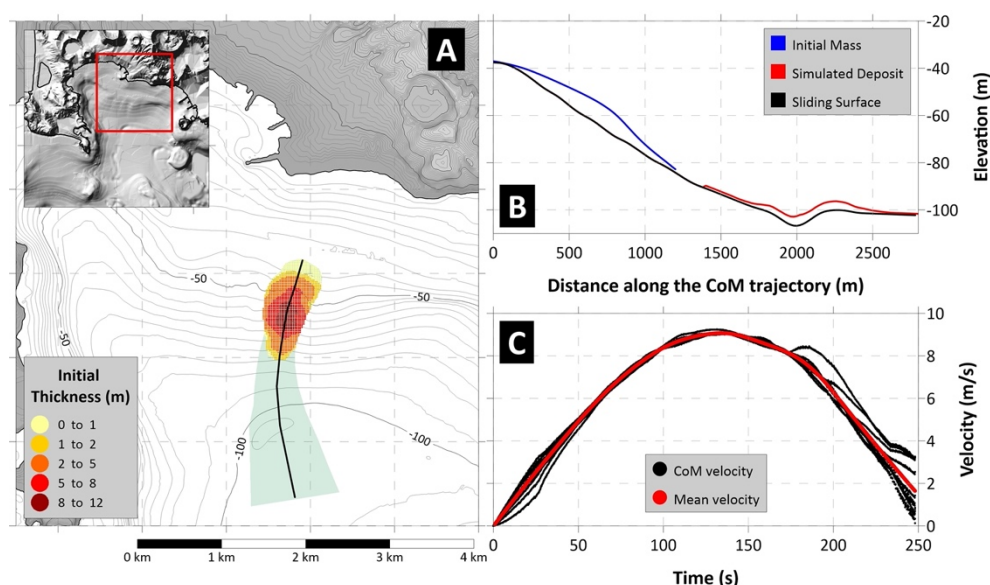 A
-50
-50
-50
-100
-100
Initial
Thickness (m)
0 to 1
1 to 2
2 to 5
5 to 8
8 to 12
0 km
1 km
2 km
3 km
4 km
B
Initial Mass
Simulated Deposit
Sliding Surface
-20
-40
-60
-80
-100
Elevation (m)
0
500
1000
1500
2000
2500
Distance along the CoM trajectory (m)
C
CoM velocity
Mean velocity
10
8
6
4
2
0
Velocity (m/s)
0
50
100
150
200
250
Time (s)